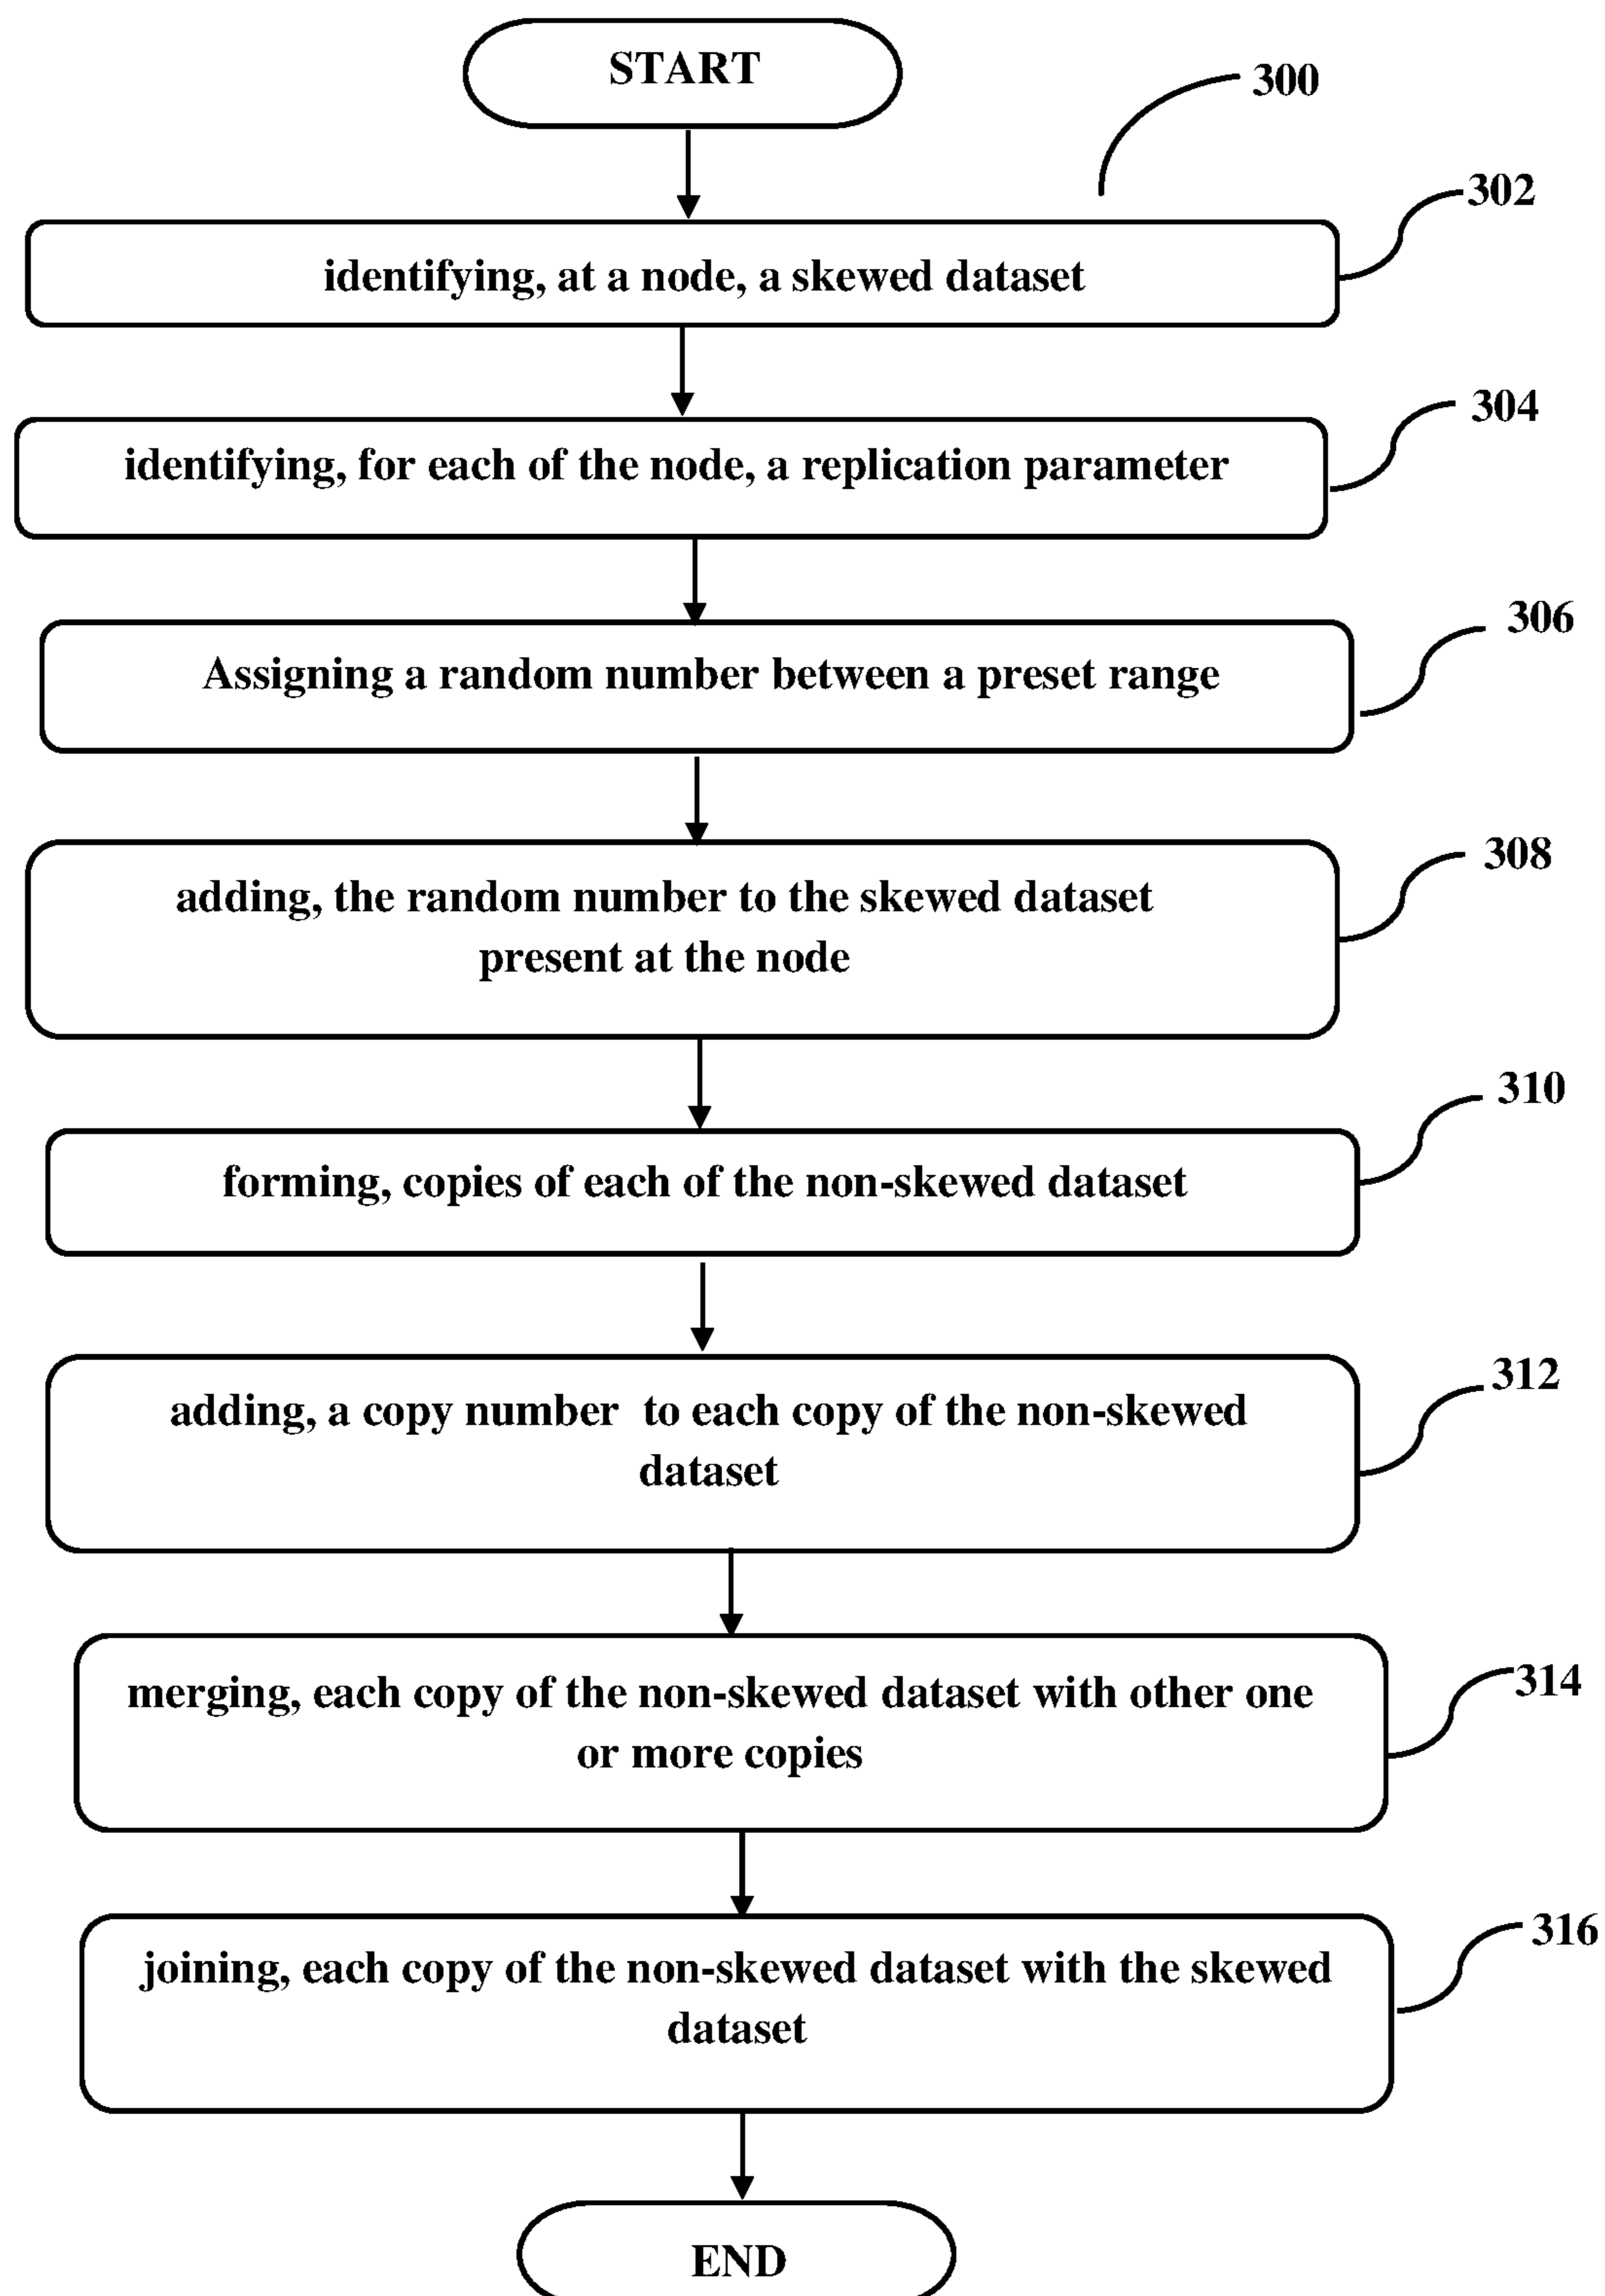 START
300
302
identifying, at a node, a skewed dataset
304
identifying, for each of the node, a replication parameter
306
Assigning a random number between a preset range
308
adding, the random number to the skewed dataset
present at the node
310
forming, copies of each of the non-skewed dataset
312
adding, a copy number to each copy of the non-skewed
dataset
314
merging, each copy of the non-skewed dataset with other one
or more copies
316
joining, each copy of the non-skewed dataset with the skewed
dataset
END